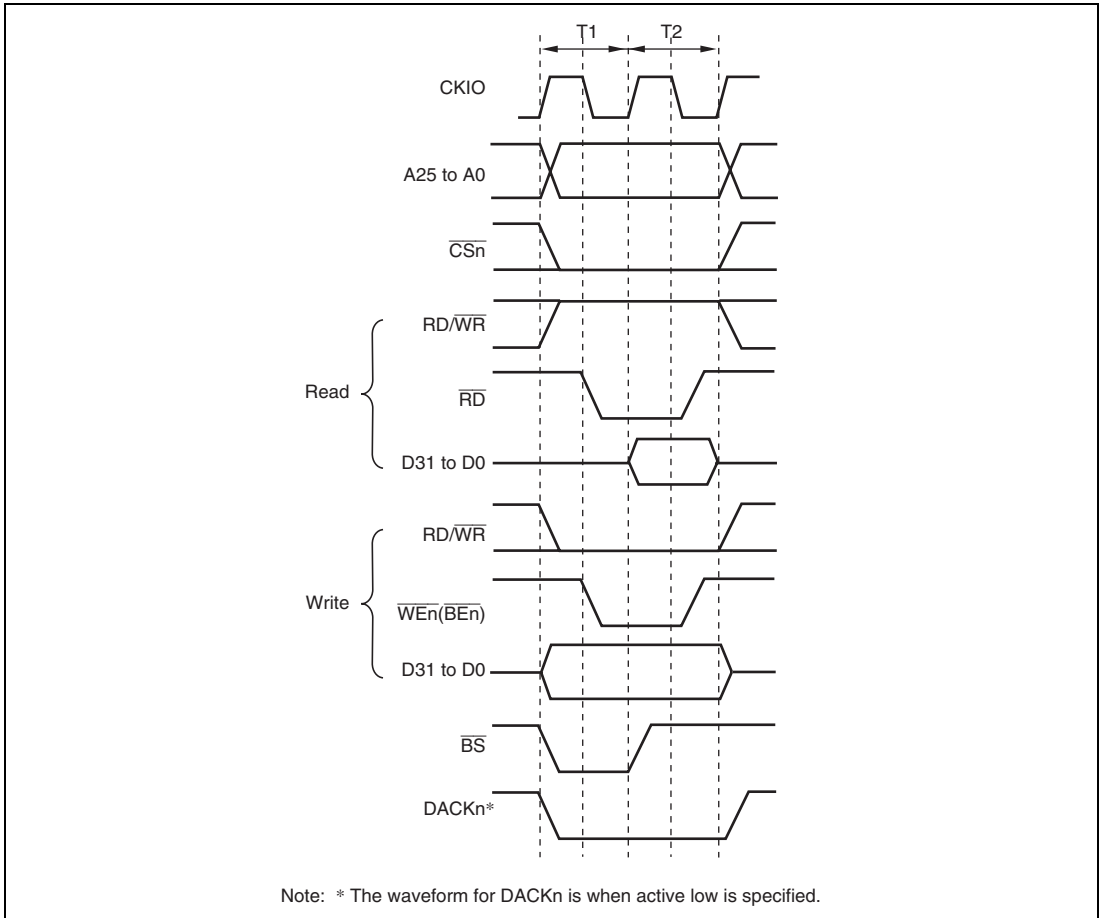 T1 T2
CKIO
A25 to A0
CSn
RD/WR
Read
RD
D31 to D0
RD/WR
Write
WEn(BEn)
D31 to D0
BS
DACKn*
Note: * The waveform for DACKn is when active low is specified.